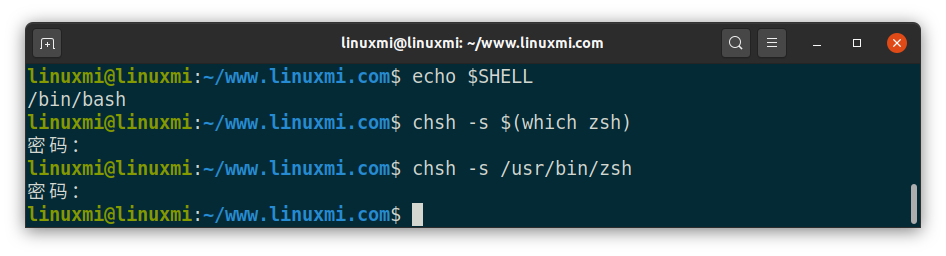 linuxmi@linuxmi: ~/www.linuxmi.com
linuxmi@linuxmi:~/www.linuxmi.com$ echo $SHELL
/bin/bash
linuxmi@linuxmi:~/www.linuxmi.com$ chsh -s $(which zsh)
密码：
linuxmi@linuxmi:~/www.linuxmi.com$ chsh -s /usr/bin/zsh
密码：
linuxmi@linuxmi:~/www.linuxmi.com$